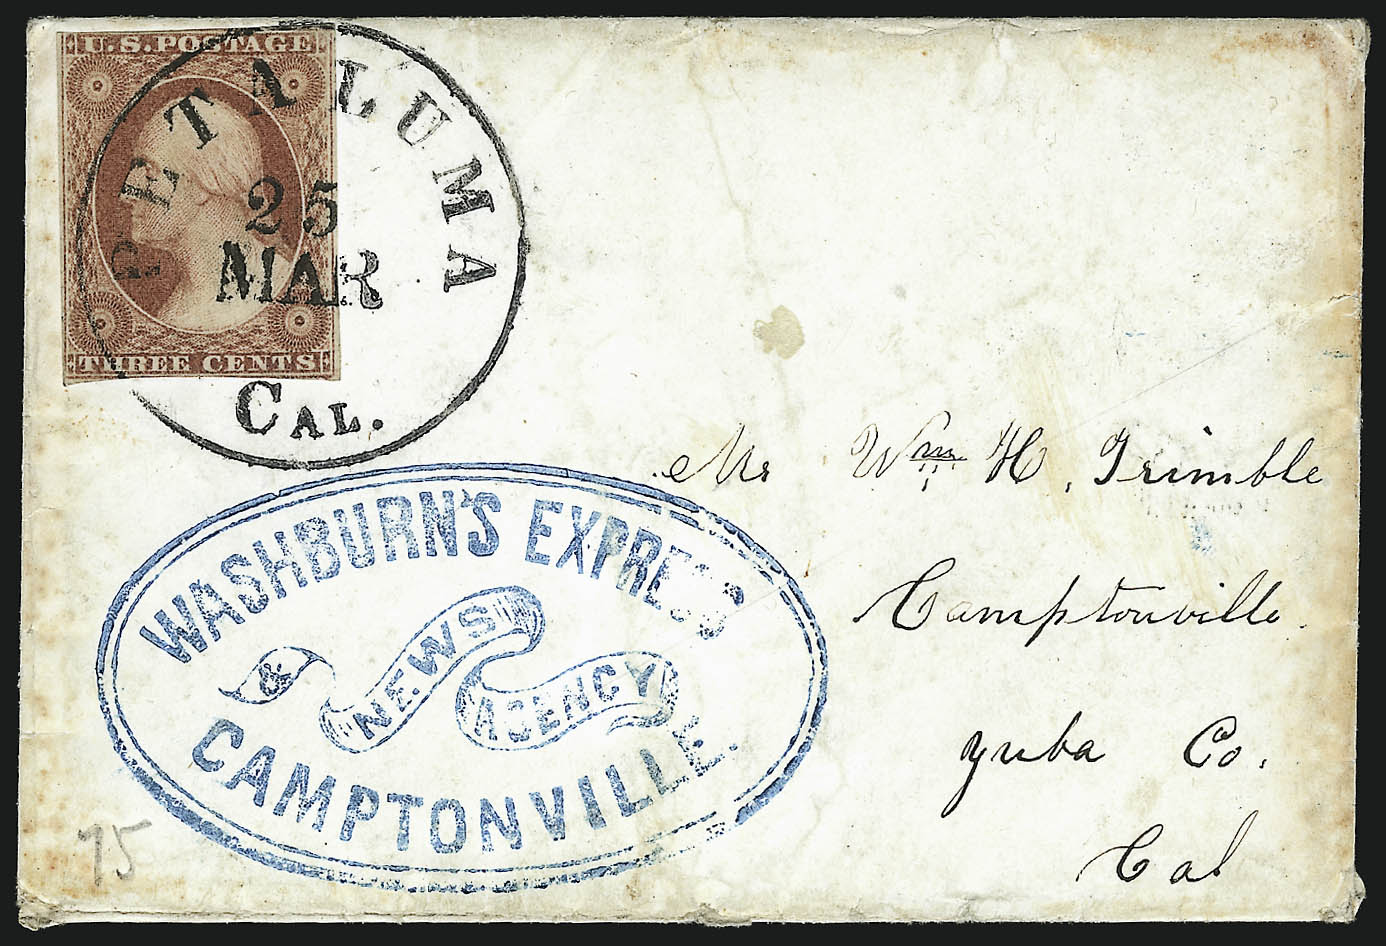 U.S. POSTAGE
THREE CENTS
PETALUMA
25
MAR
CAL.
WASHBURN'S EXPRESS
&
NEWS
AGENCY
CAMPTONVILLE.
Mr Wm H. Trimble
Camptonville
Yuba Co.
Cal
75